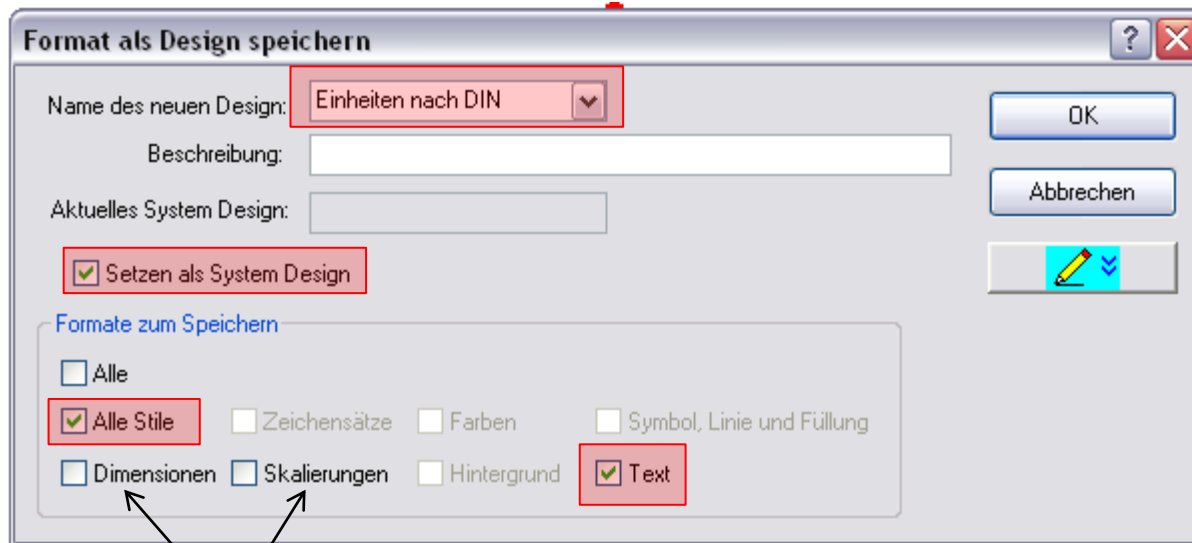 Format als Design speichern
Name des neuen Design: Einheiten nach DIN
OK
Beschreibung:
Abbrechen
Aktuelles System Design:
Setzen als System Design
Formate zum Speichern
Alle
Alle Stile Zeichensätze Farben Symbol, Linie und Füllung
Dimensionen Skalierungen Hintergrund Text